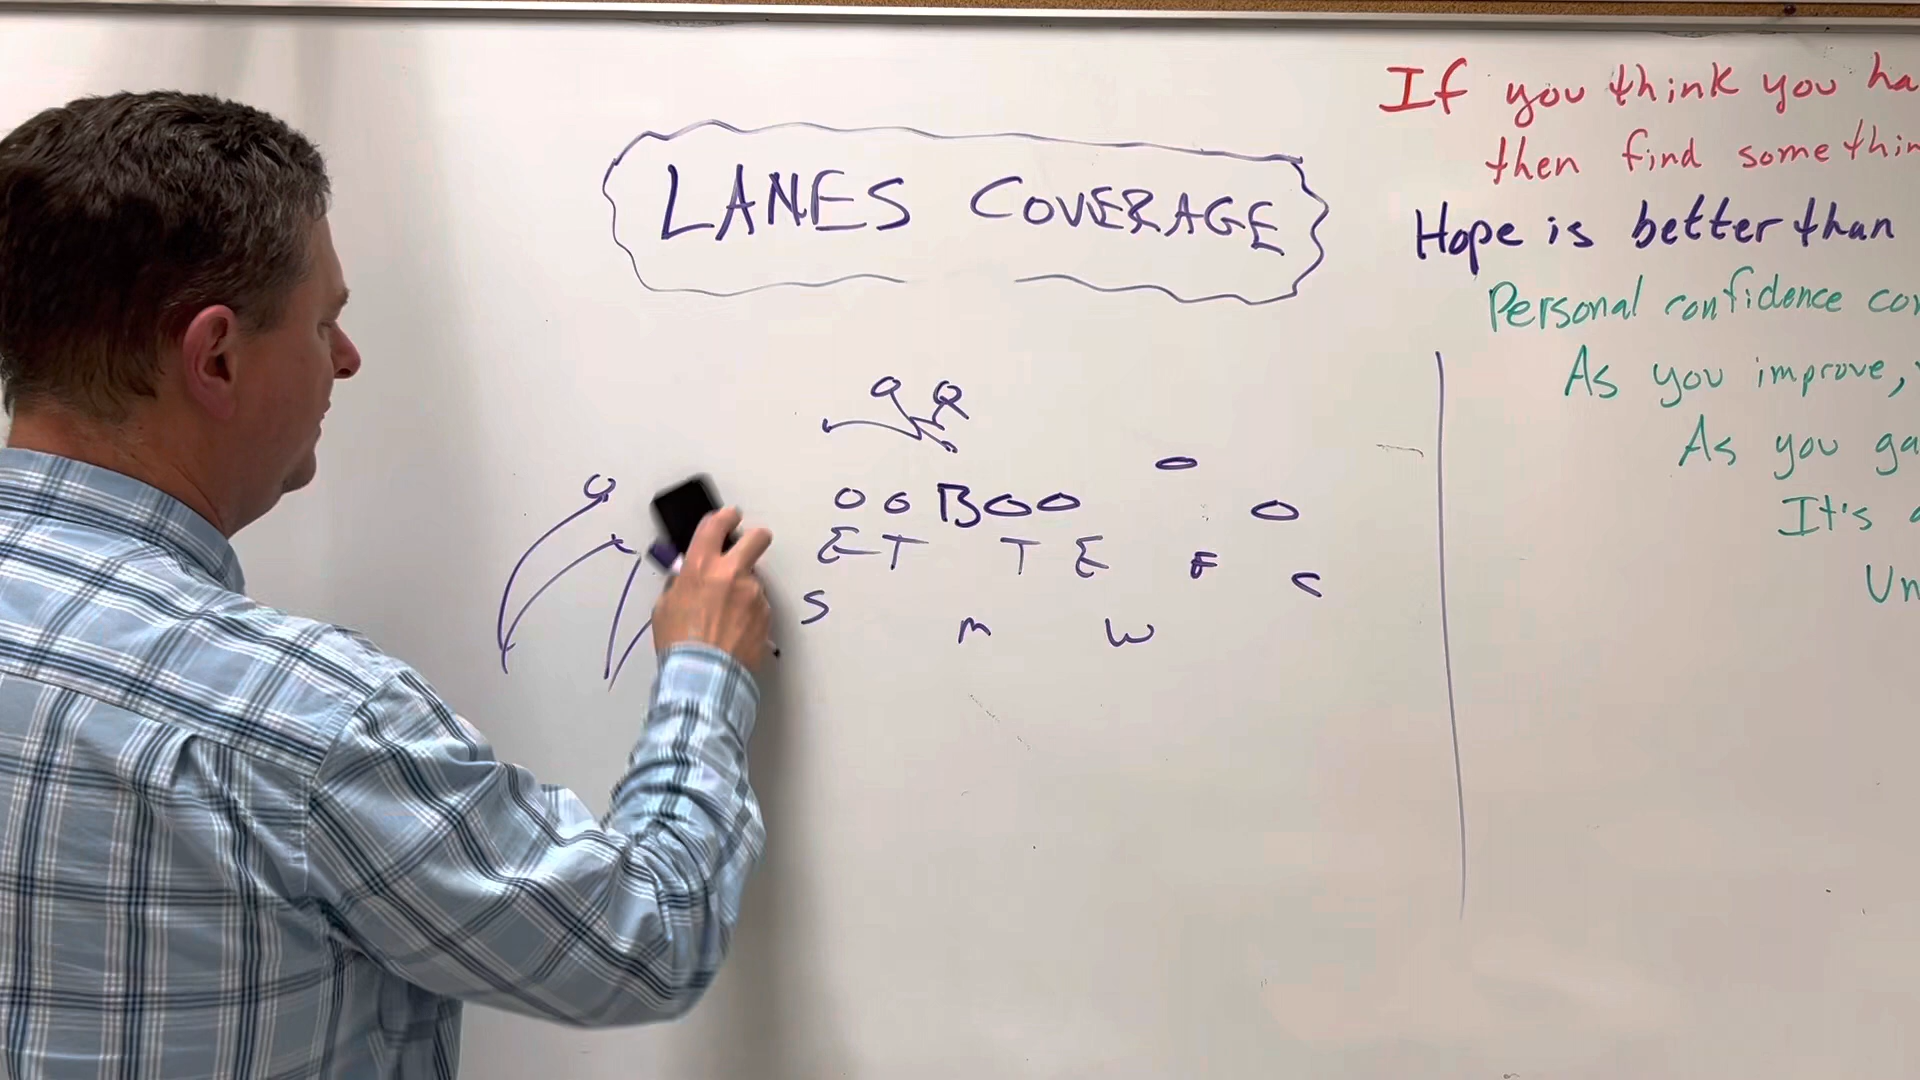 LANES COVERAGE
If you think you ha
then find somethin
Hope is better than
Personal confidence co
As you improve,
As you ga
It's a
Un
Q Q
O O B O O
E T T E F C
S M W